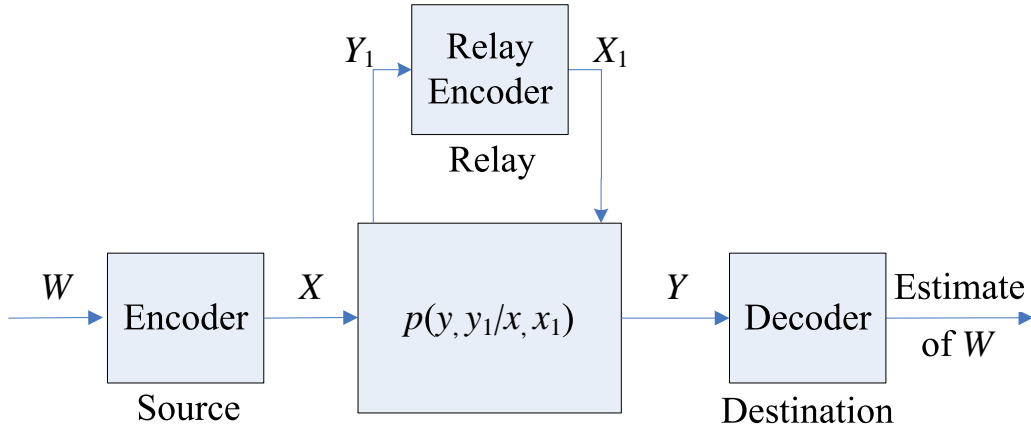 Y₁
Relay
Encoder
X₁
Relay
W
Encoder
Source
X
p(y, y₁/x, x₁)
Y
Decoder
Destination
Estimate
of W